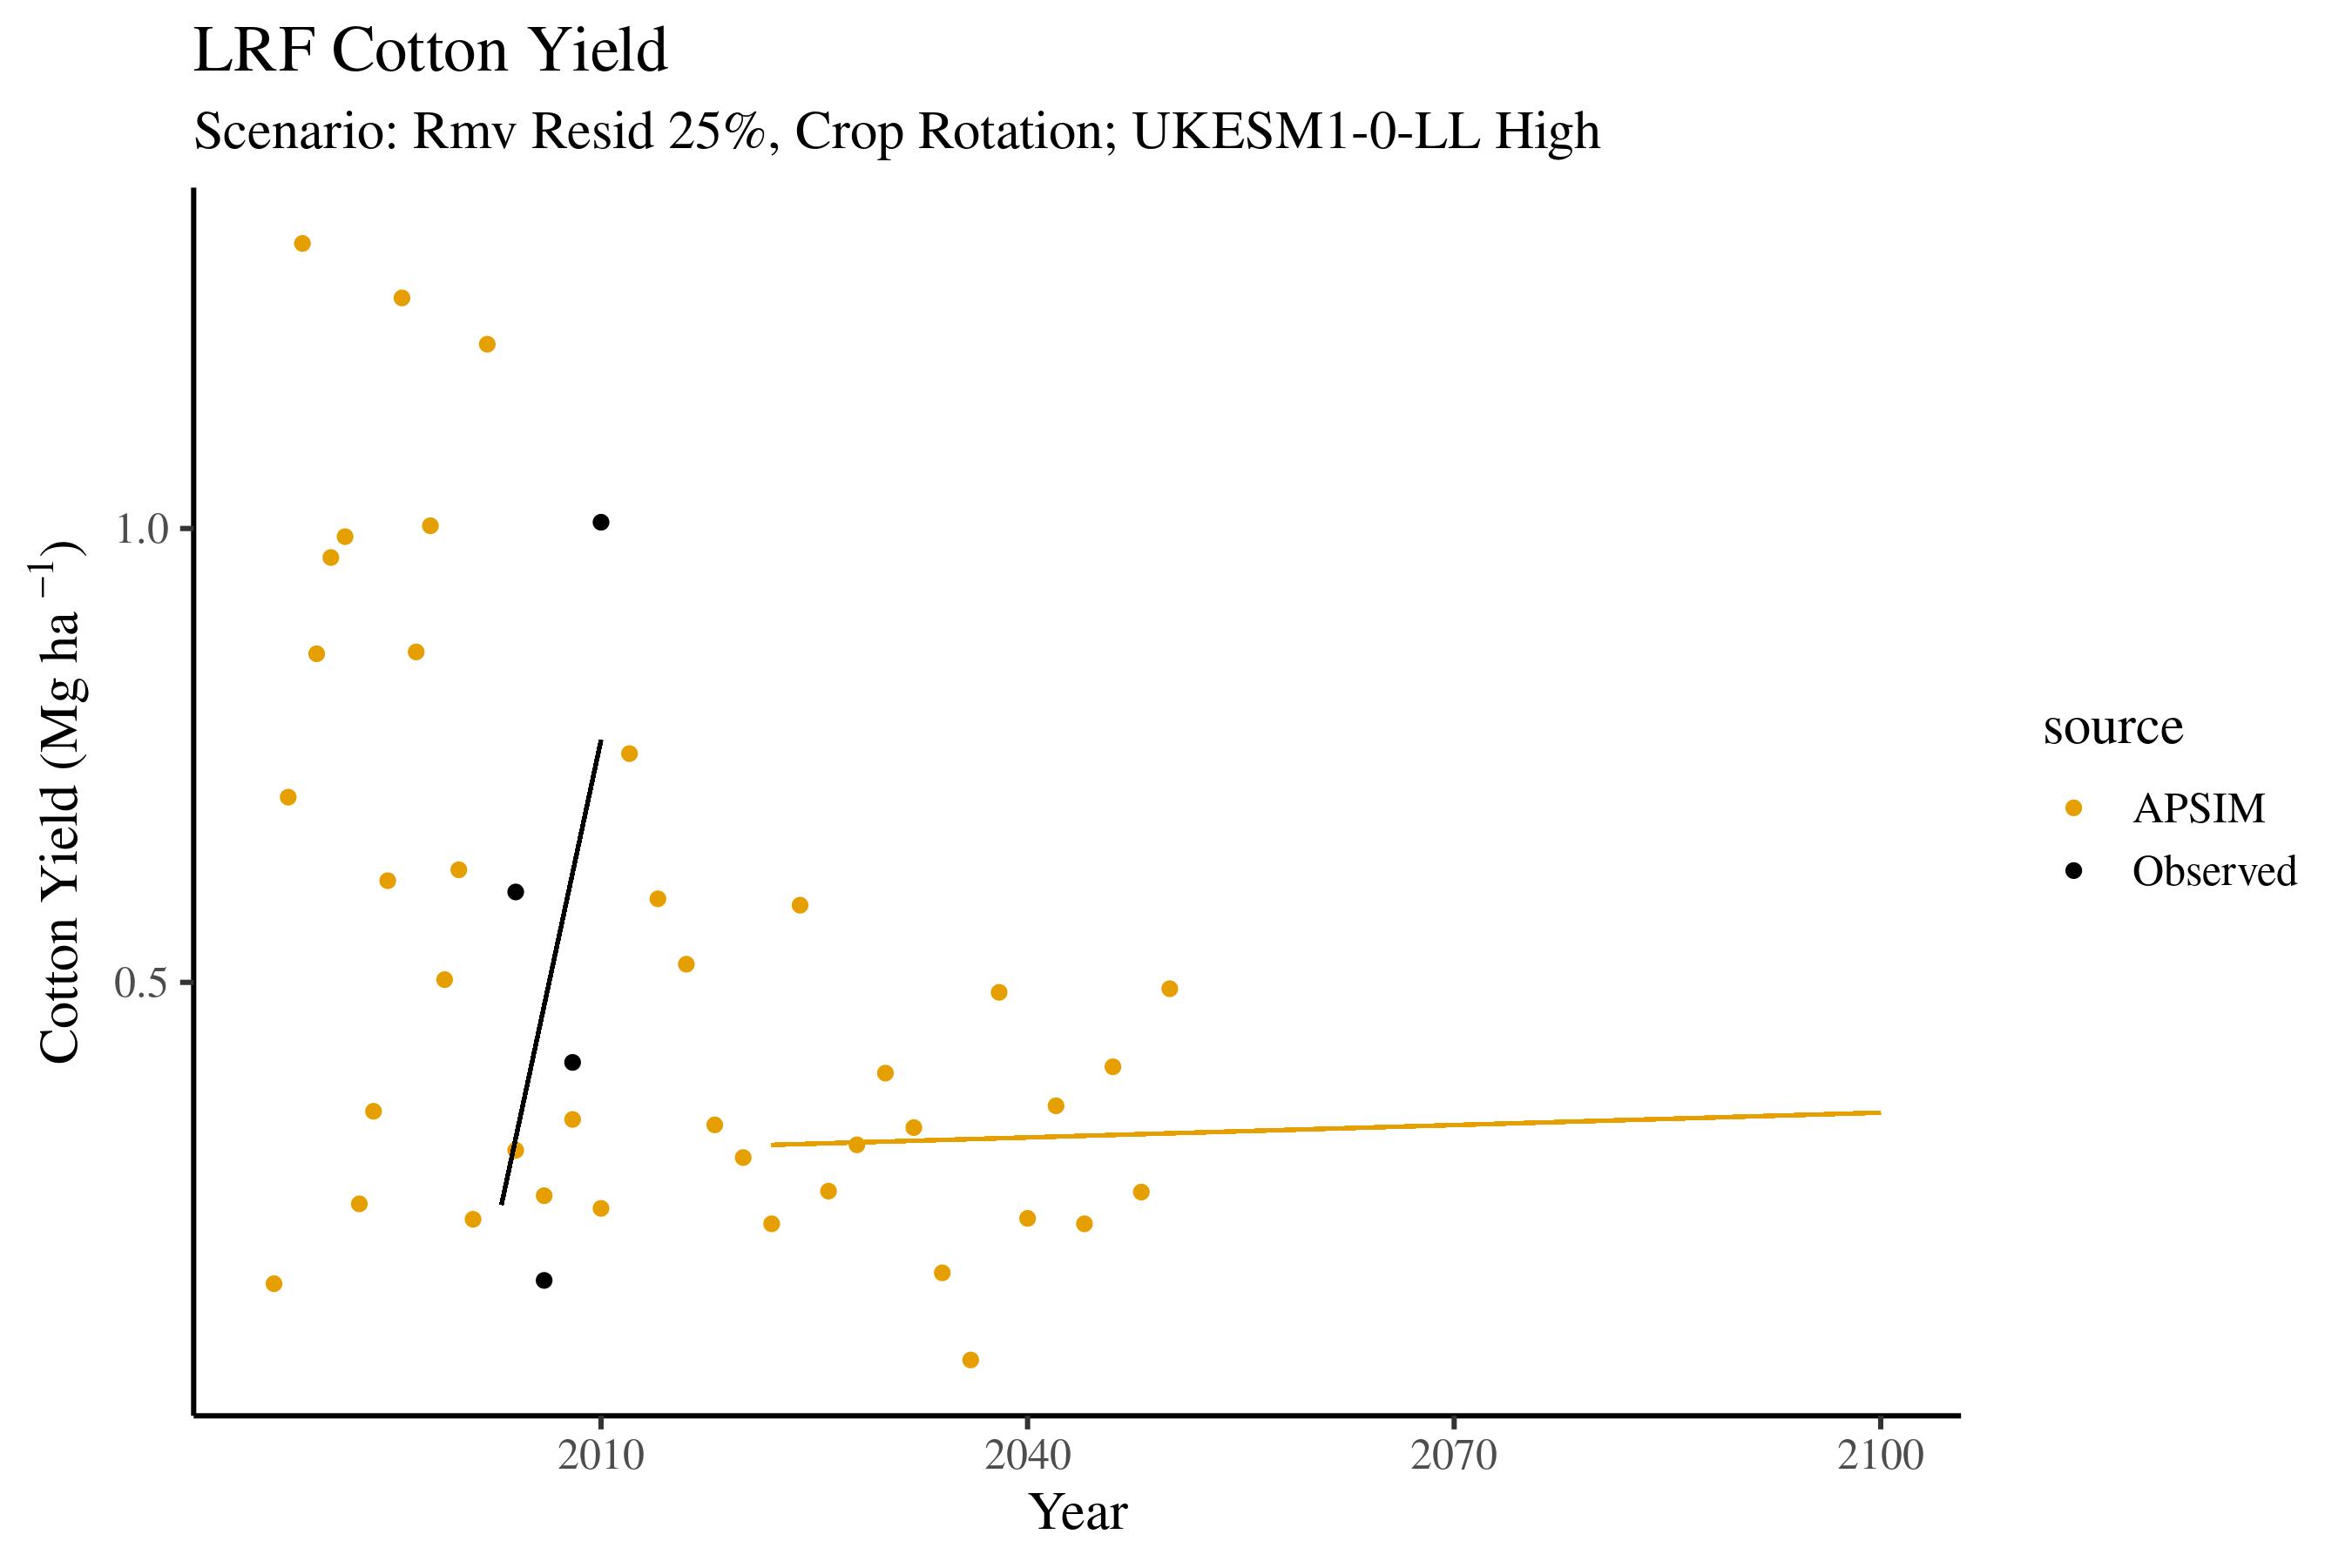 LRF Cotton Yield
Scenario: Rmv Resid 25%, Crop Rotation; UKESM1-0-LL High
Cotton Yield (Mg ha −1)
1.0
0.5
2010 2040 2070 2100
Year
source
APSIM
Observed